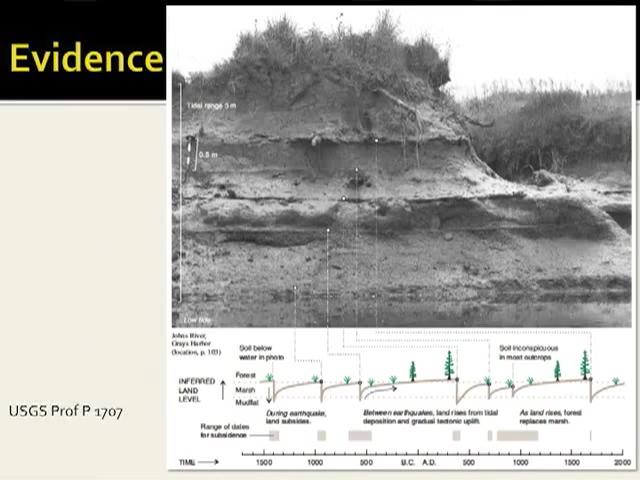 Evidence
Tidal range 3 m
0.5 m
Low tide
Johns River,
Grays Harbor
(location, p. 103)
Soil below
water in photo
Soil inconspicuous
in most outcrops
INFERRED
LAND
LEVEL
Forest
Marsh
Mudflat
During earthquake,
land subsides.
Between earthquakes, land rises from tidal
deposition and gradual tectonic uplift.
As land rises, forest
replaces marsh.
Range of dates
for subsidence
TIME
1500 1000 500 B.C. A.D. 500 1000 1500 2000
USGS Prof P 1707